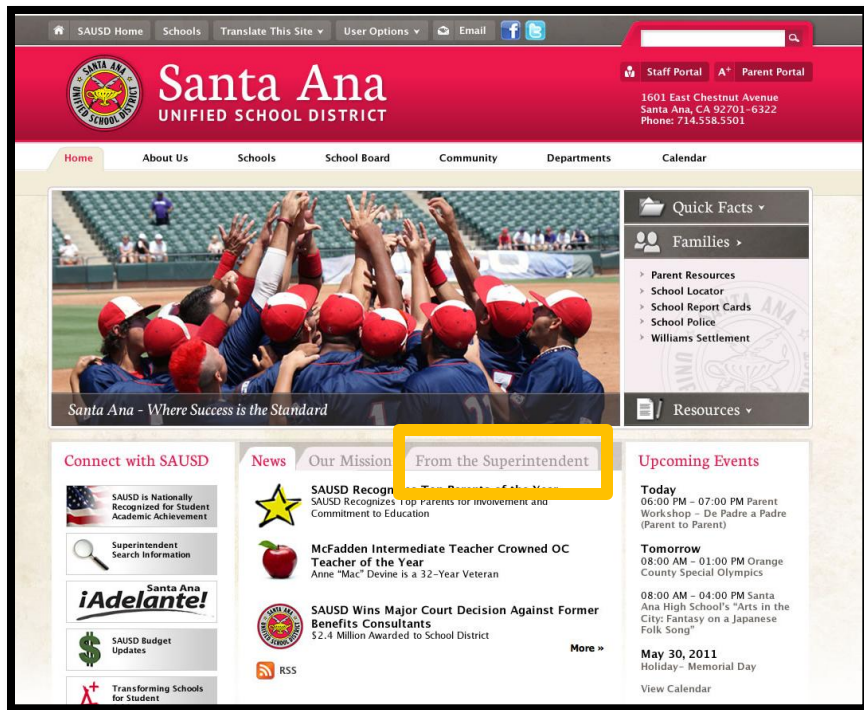 SAUSD Home Schools Translate This Site User Options Email
Santa Ana
UNIFIED SCHOOL DISTRICT
SANTA ANA
UNIFIED SCHOOL DISTRICT
Staff Portal A+ Parent Portal
1601 East Chestnut Avenue
Santa Ana, CA 92701-6322
Phone: 714.558.5501
Home About Us Schools School Board Community Departments Calendar
Santa Ana - Where Success is the Standard
Quick Facts
Families
Parent Resources
School Locator
School Report Cards
School Police
Williams Settlement
Resources
Connect with SAUSD
SAUSD is Nationally
Recognized for Student
Academic Achievement
Superintendent
Search Information
Santa Ana
¡Adelante!
SAUSD Budget
Updates
Transforming Schools
for Student
News Our Mission From the Superintendent
SAUSD Recognizes Top Parents of the Year
SAUSD Recognizes Top Parents for Involvement and
Commitment to Education
McFadden Intermediate Teacher Crowned OC
Teacher of the Year
Anne “Mac” Devine is a 32-Year Veteran
SAUSD Wins Major Court Decision Against Former
Benefits Consultants
$2.4 Million Awarded to School District
More »
RSS
Upcoming Events
Today
06:00 PM - 07:00 PM Parent
Workshop - De Padre a Padre
(Parent to Parent)
Tomorrow
08:00 AM - 01:00 PM Orange
County Special Olympics
08:00 AM - 04:00 PM Santa
Ana High School's "Arts in the
City: Fantasy on a Japanese
Folk Song"
May 30, 2011
Holiday- Memorial Day
View Calendar